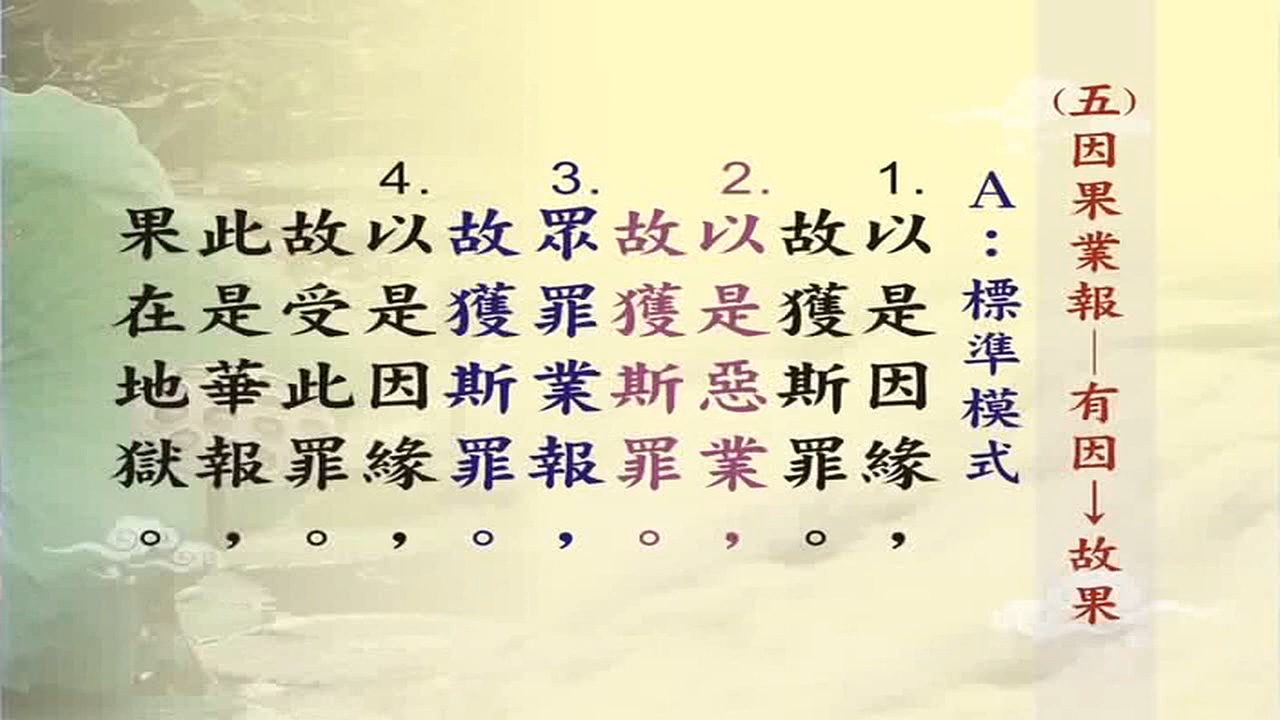 (五)因果業報—有因→故果
A：標準模式
1.以是因緣，
故獲斯罪。
2.以是惡業，
故獲斯罪。
3.眾罪業報，
故獲斯罪。
4.以是因緣，
故受此罪。
此是華報，
果在地獄。